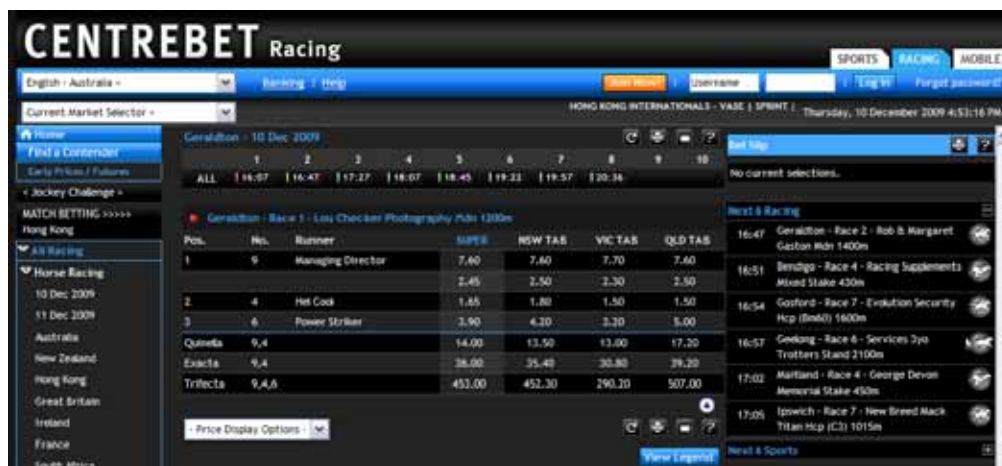 CENTREBET Racing
SPORTS RACING MOBILE
English - Australia -
Banking | Help
Join Now! Username Log In Forgot password?
Current Market Selector -
HONG KONG INTERNATIONALS - VASE | SPRINT |
Thursday, 10 December 2009 4:53:16 PM
Home
Find a Contender
Early Prices / Futures
- Jockey Challenge -
MATCH BETTING >>>>>
Hong Kong
All Racing
Horse Racing
10 Dec 2009
11 Dec 2009
Australia
New Zealand
Hong Kong
Great Britain
Ireland
France
South Africa
Geraldton - 10 Dec 2009
1 2 3 4 5 6 7 8 9 10
ALL 16:07 16:47 17:27 18:07 18:45 19:23 19:57 20:36
Geraldton - Race 1 - Lou Checker Photography Mdn 1200m
Pos. No. Runner SUPER NSW TAB VIC TAB QLD TAB
1 9 Managing Director 7.60 7.60 7.70 7.60
2.45 2.50 2.30 2.50
2 4 Hei Cooi 1.65 1.80 1.50 1.50
3 6 Power Striker 3.90 4.20 3.20 5.00
Quinella 9,4 14.00 13.50 13.00 17.20
Exacta 9,4 36.00 35.40 30.80 39.20
Trifecta 9,4,6 453.00 452.30 290.20 507.00
- Price Display Options -
View Legend
Bet Slip
No current selections.
Next 6 Racing
16:47 Geraldton - Race 2 - Rob & Margaret
Gaston Mdn 1400m
16:51 Bendigo - Race 4 - Racing Supplements
Mixed Stake 430m
16:54 Gosford - Race 7 - Evolution Security
Hcp (Bm60) 1600m
16:57 Geelong - Race 6 - Services 3yo
Trotters Stand 2100m
17:02 Maitland - Race 4 - George Devon
Memorial Stake 450m
17:05 Ipswich - Race 7 - New Breed Mack
Titan Hcp (C3) 1015m
Next 6 Sports